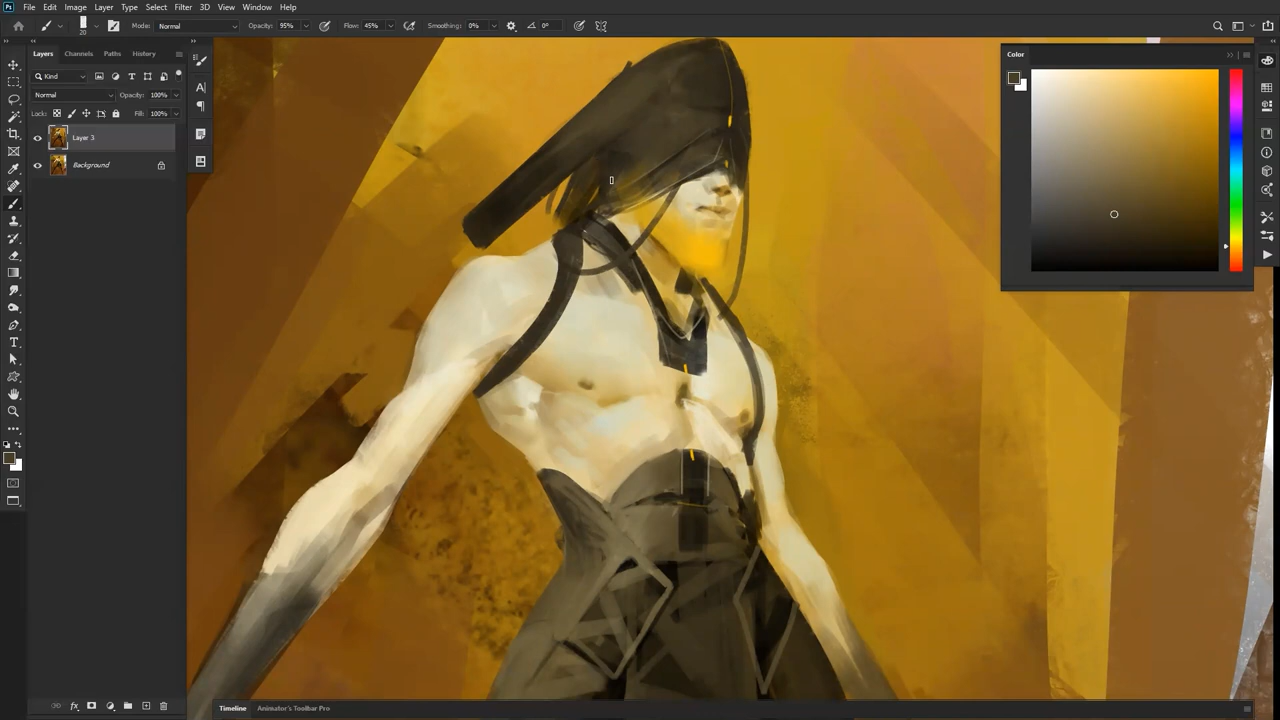 Ps File Edit Image Layer Type Select Filter 3D View Window Help
20 Mode: Normal Opacity: 95% Flow: 45% Smoothing: 0% 0°
Layers Channels Paths History
Kind
Normal Opacity: 100%
Lock: Fill: 100%
Layer 3
Background
Color
Timeline Animator's Toolbar Pro